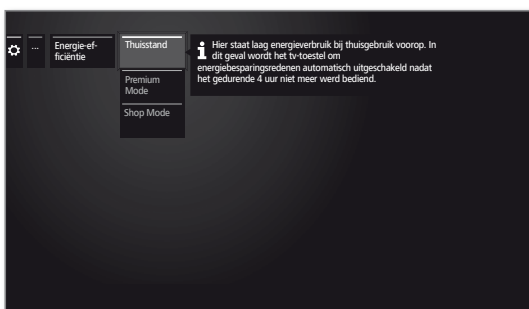 ...
Energie-ef-
ficiëntie
Thuisstand
Premium
Mode
Shop Mode
Hier staat laag energieverbruik bij thuisgebruik voorop. In
dit geval wordt het tv-toestel om
energiebesparingsredenen automatisch uitgeschakeld nadat
het gedurende 4 uur niet meer werd bediend.